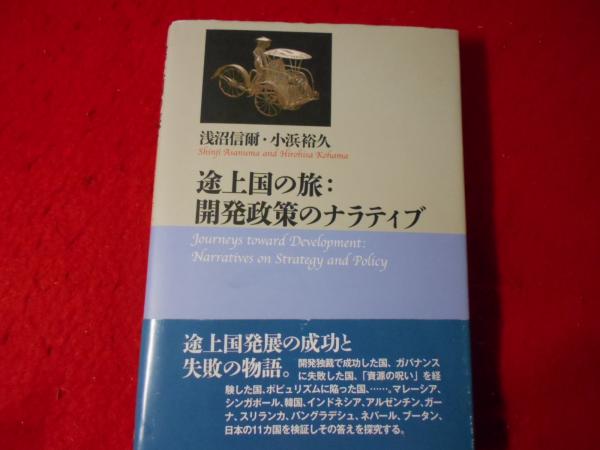 浅沼信爾・小浜裕久
Shinji Asanuma and Hirohisa Kohama
途上国の旅：
開発政策のナラティブ
Journeys toward Development:
Narratives on Strategy and Policy
途上国発展の成功と
失敗の物語。
開発独裁で成功した国、ガバナンス
に失敗した国、「資源の呪い」を経
験した国、ポピュリズムに陥った国、……。マレーシア、
シンガポール、韓国、インドネシア、アルゼンチン、ガー
ナ、スリランカ、バングラデシュ、ネパール、ブータン、
日本の11カ国を検証しその答えを探究する。